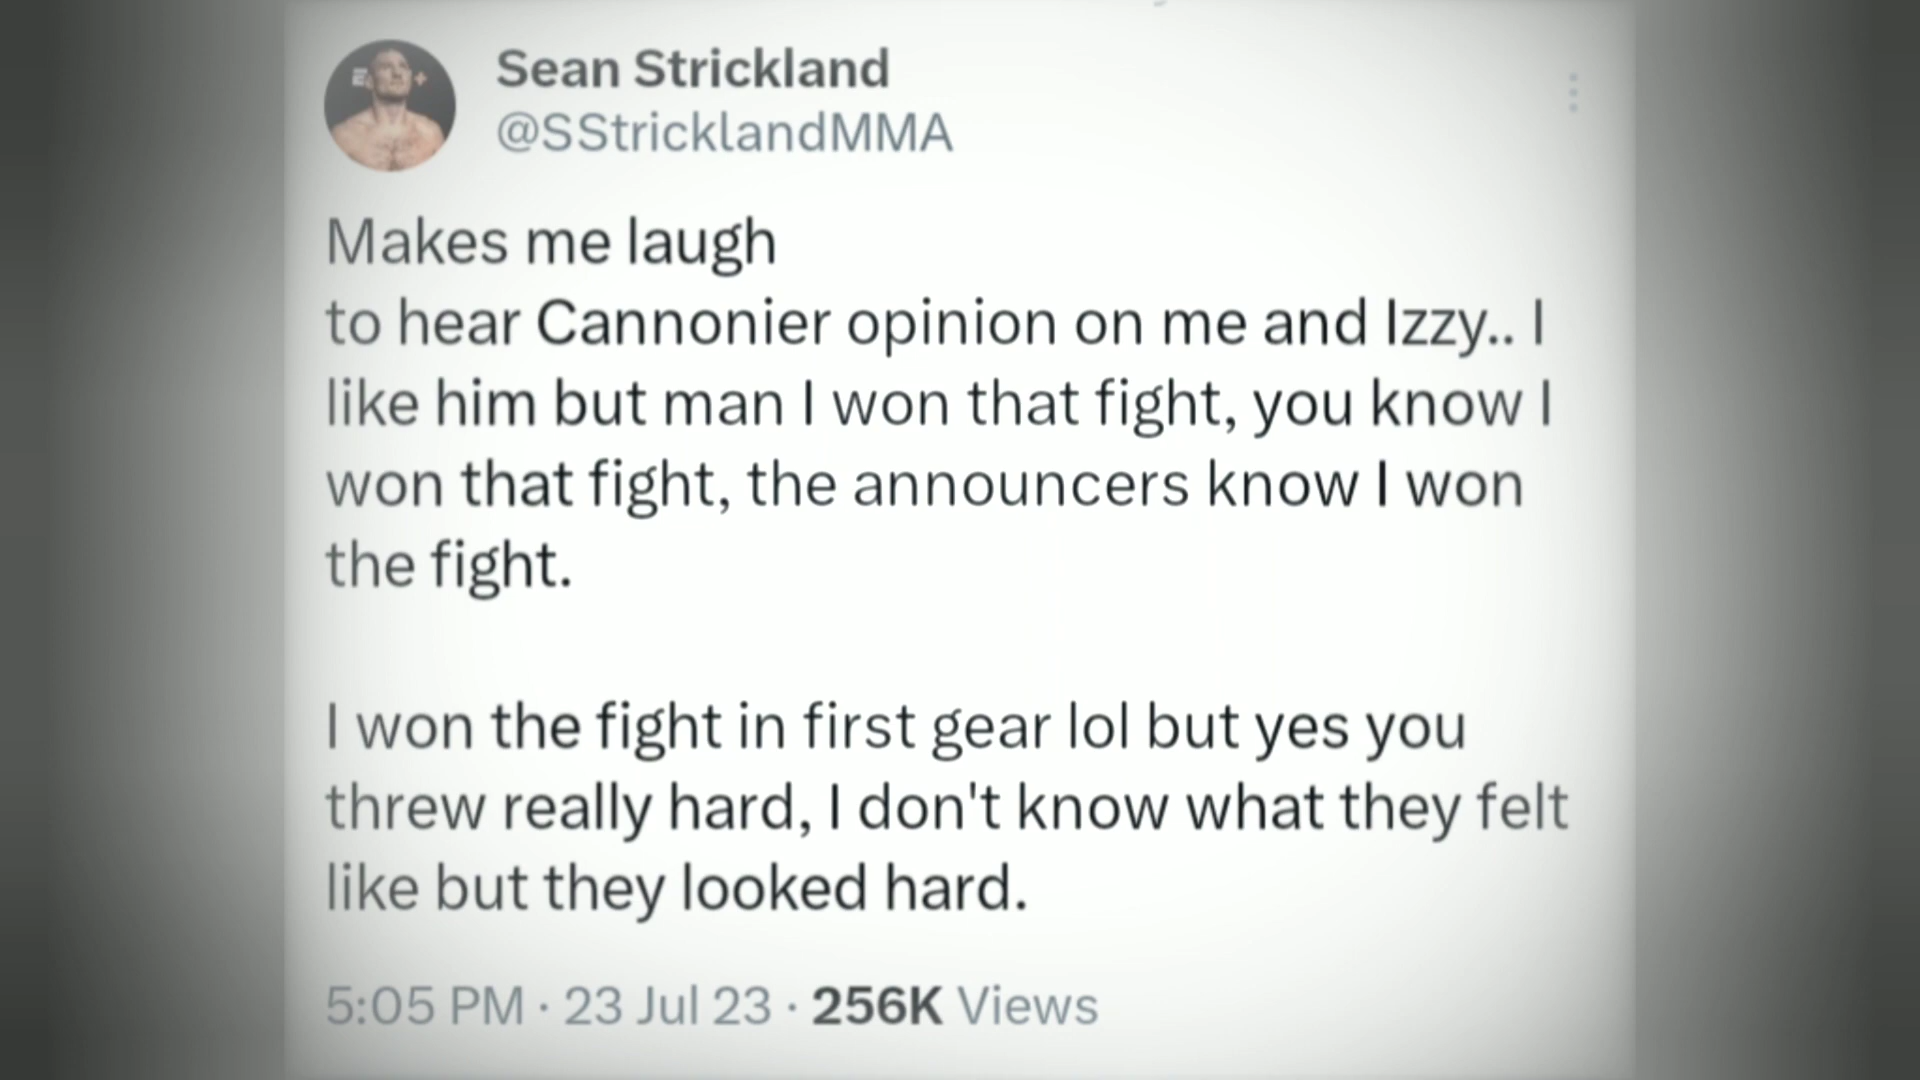 Sean Strickland
@SStricklandMMA
Makes me laugh
to hear Cannonier opinion on me and Izzy.. I
like him but man I won that fight, you know I
won that fight, the announcers know I won
the fight.
I won the fight in first gear lol but yes you
threw really hard, I don't know what they felt
like but they looked hard.
5:05 PM · 23 Jul 23 · 256K Views